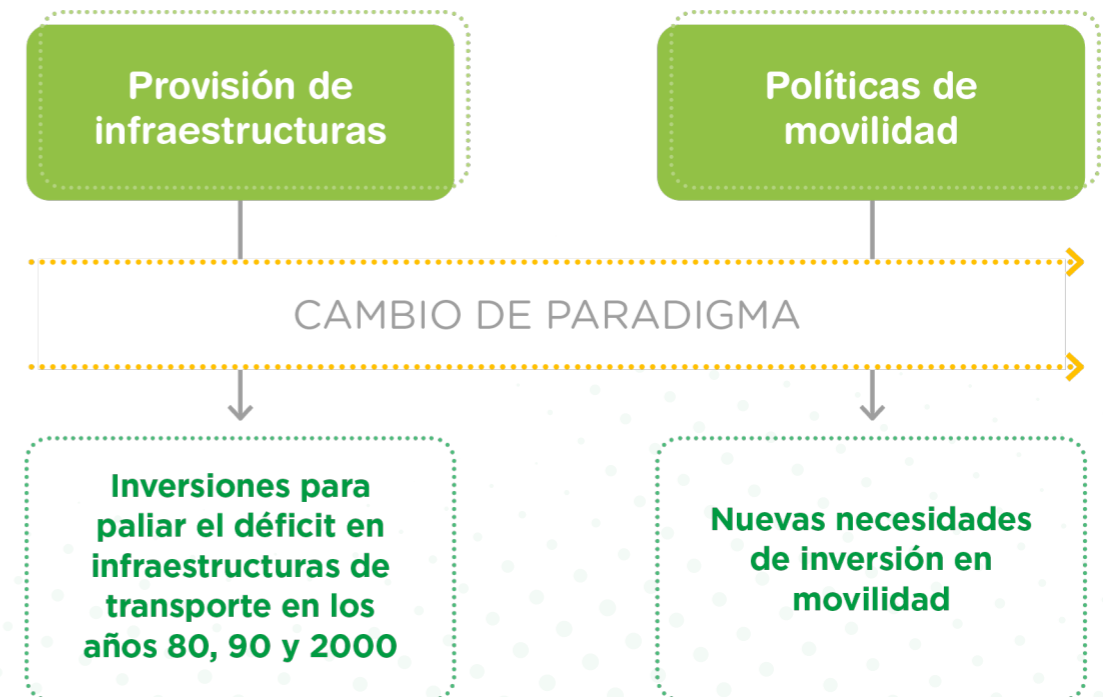 Provisión de
infraestructuras
Políticas de
movilidad
CAMBIO DE PARADIGMA
Inversiones para
paliar el déficit en
infraestructuras de
transporte en los
años 80, 90 y 2000
Nuevas necesidades
de inversión en
movilidad